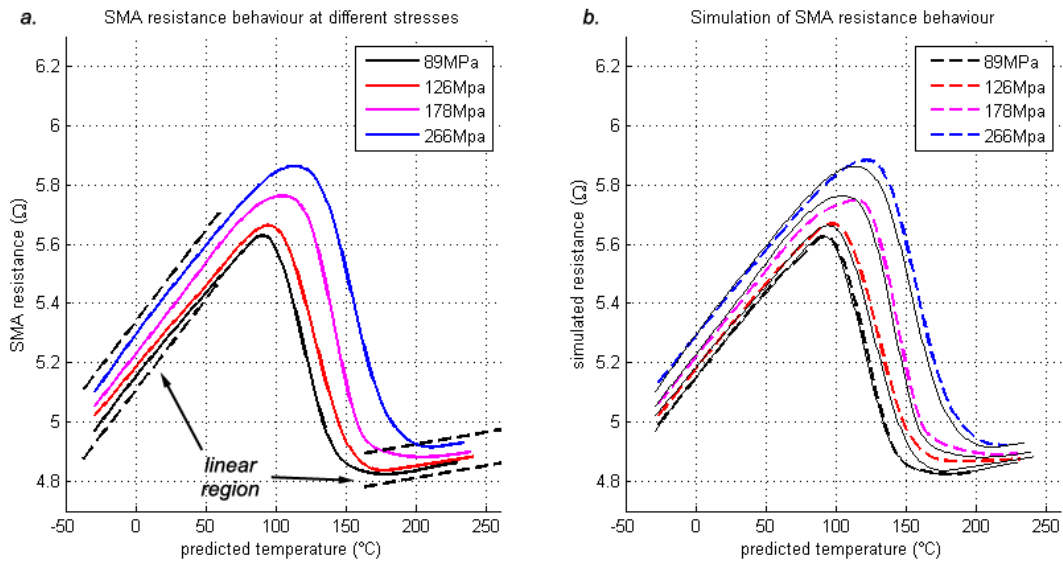 a.
SMA resistance behaviour at different stresses
SMA resistance (Ω)
6.2
6
5.8
5.6
5.4
5.2
5
4.8
89MPa
126Mpa
178Mpa
266Mpa
linear
region
-50
0
50
100
150
200
250
predicted temperature (ºC)
b.
Simulation of SMA resistance behaviour
simulated resistance (Ω)
6.2
6
5.8
5.6
5.4
5.2
5
4.8
89MPa
126Mpa
178Mpa
266Mpa
-50
0
50
100
150
200
250
predicted temperature (ºC)